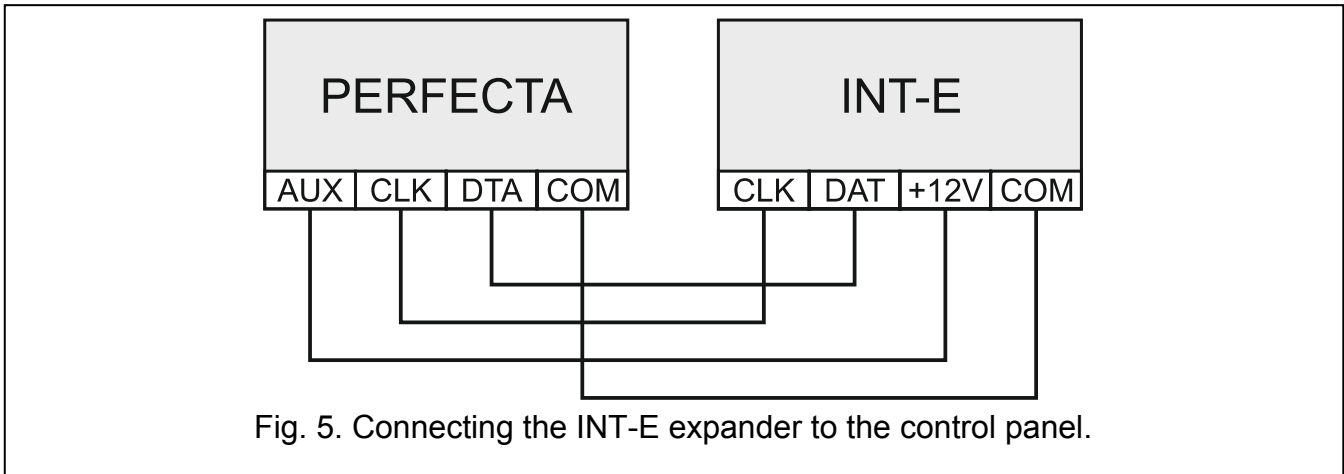 PERFECTA INT-E
AUX CLK DTA COM CLK DAT +12V COM
Fig. 5. Connecting the INT-E expander to the control panel.